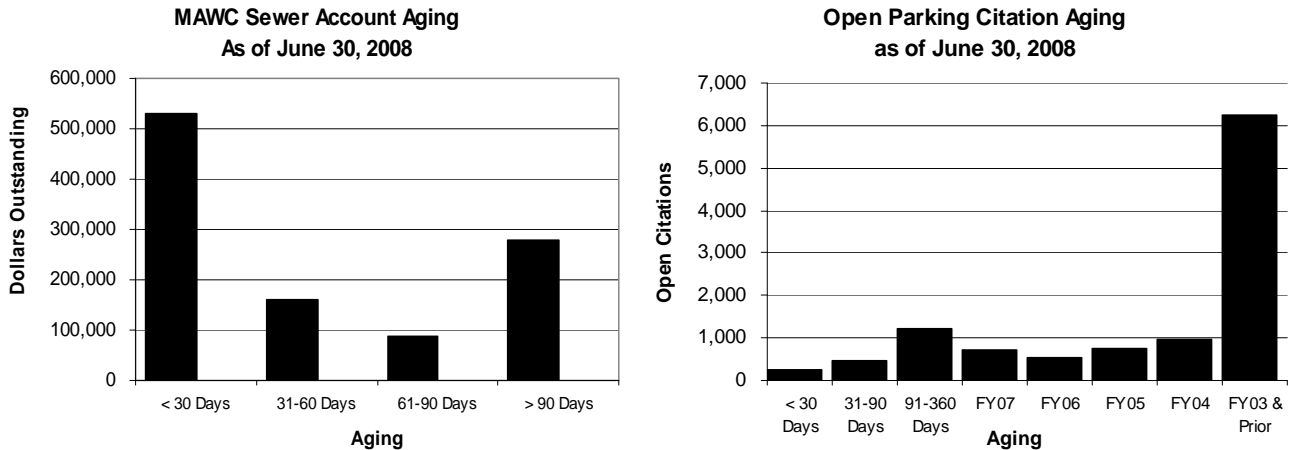 MAWC Sewer Account Aging
As of June 30, 2008
600,000
500,000
400,000
300,000
200,000
100,000
0
Dollars Outstanding
< 30 Days
31-60 Days
61-90 Days
> 90 Days
Aging
Open Parking Citation Aging
as of June 30, 2008
7,000
6,000
5,000
4,000
3,000
2,000
1,000
0
Open Citations
< 30
Days
31-90
Days
91-360
Days
FY07
FY06
FY05
FY04
FY03 &
Prior
Aging